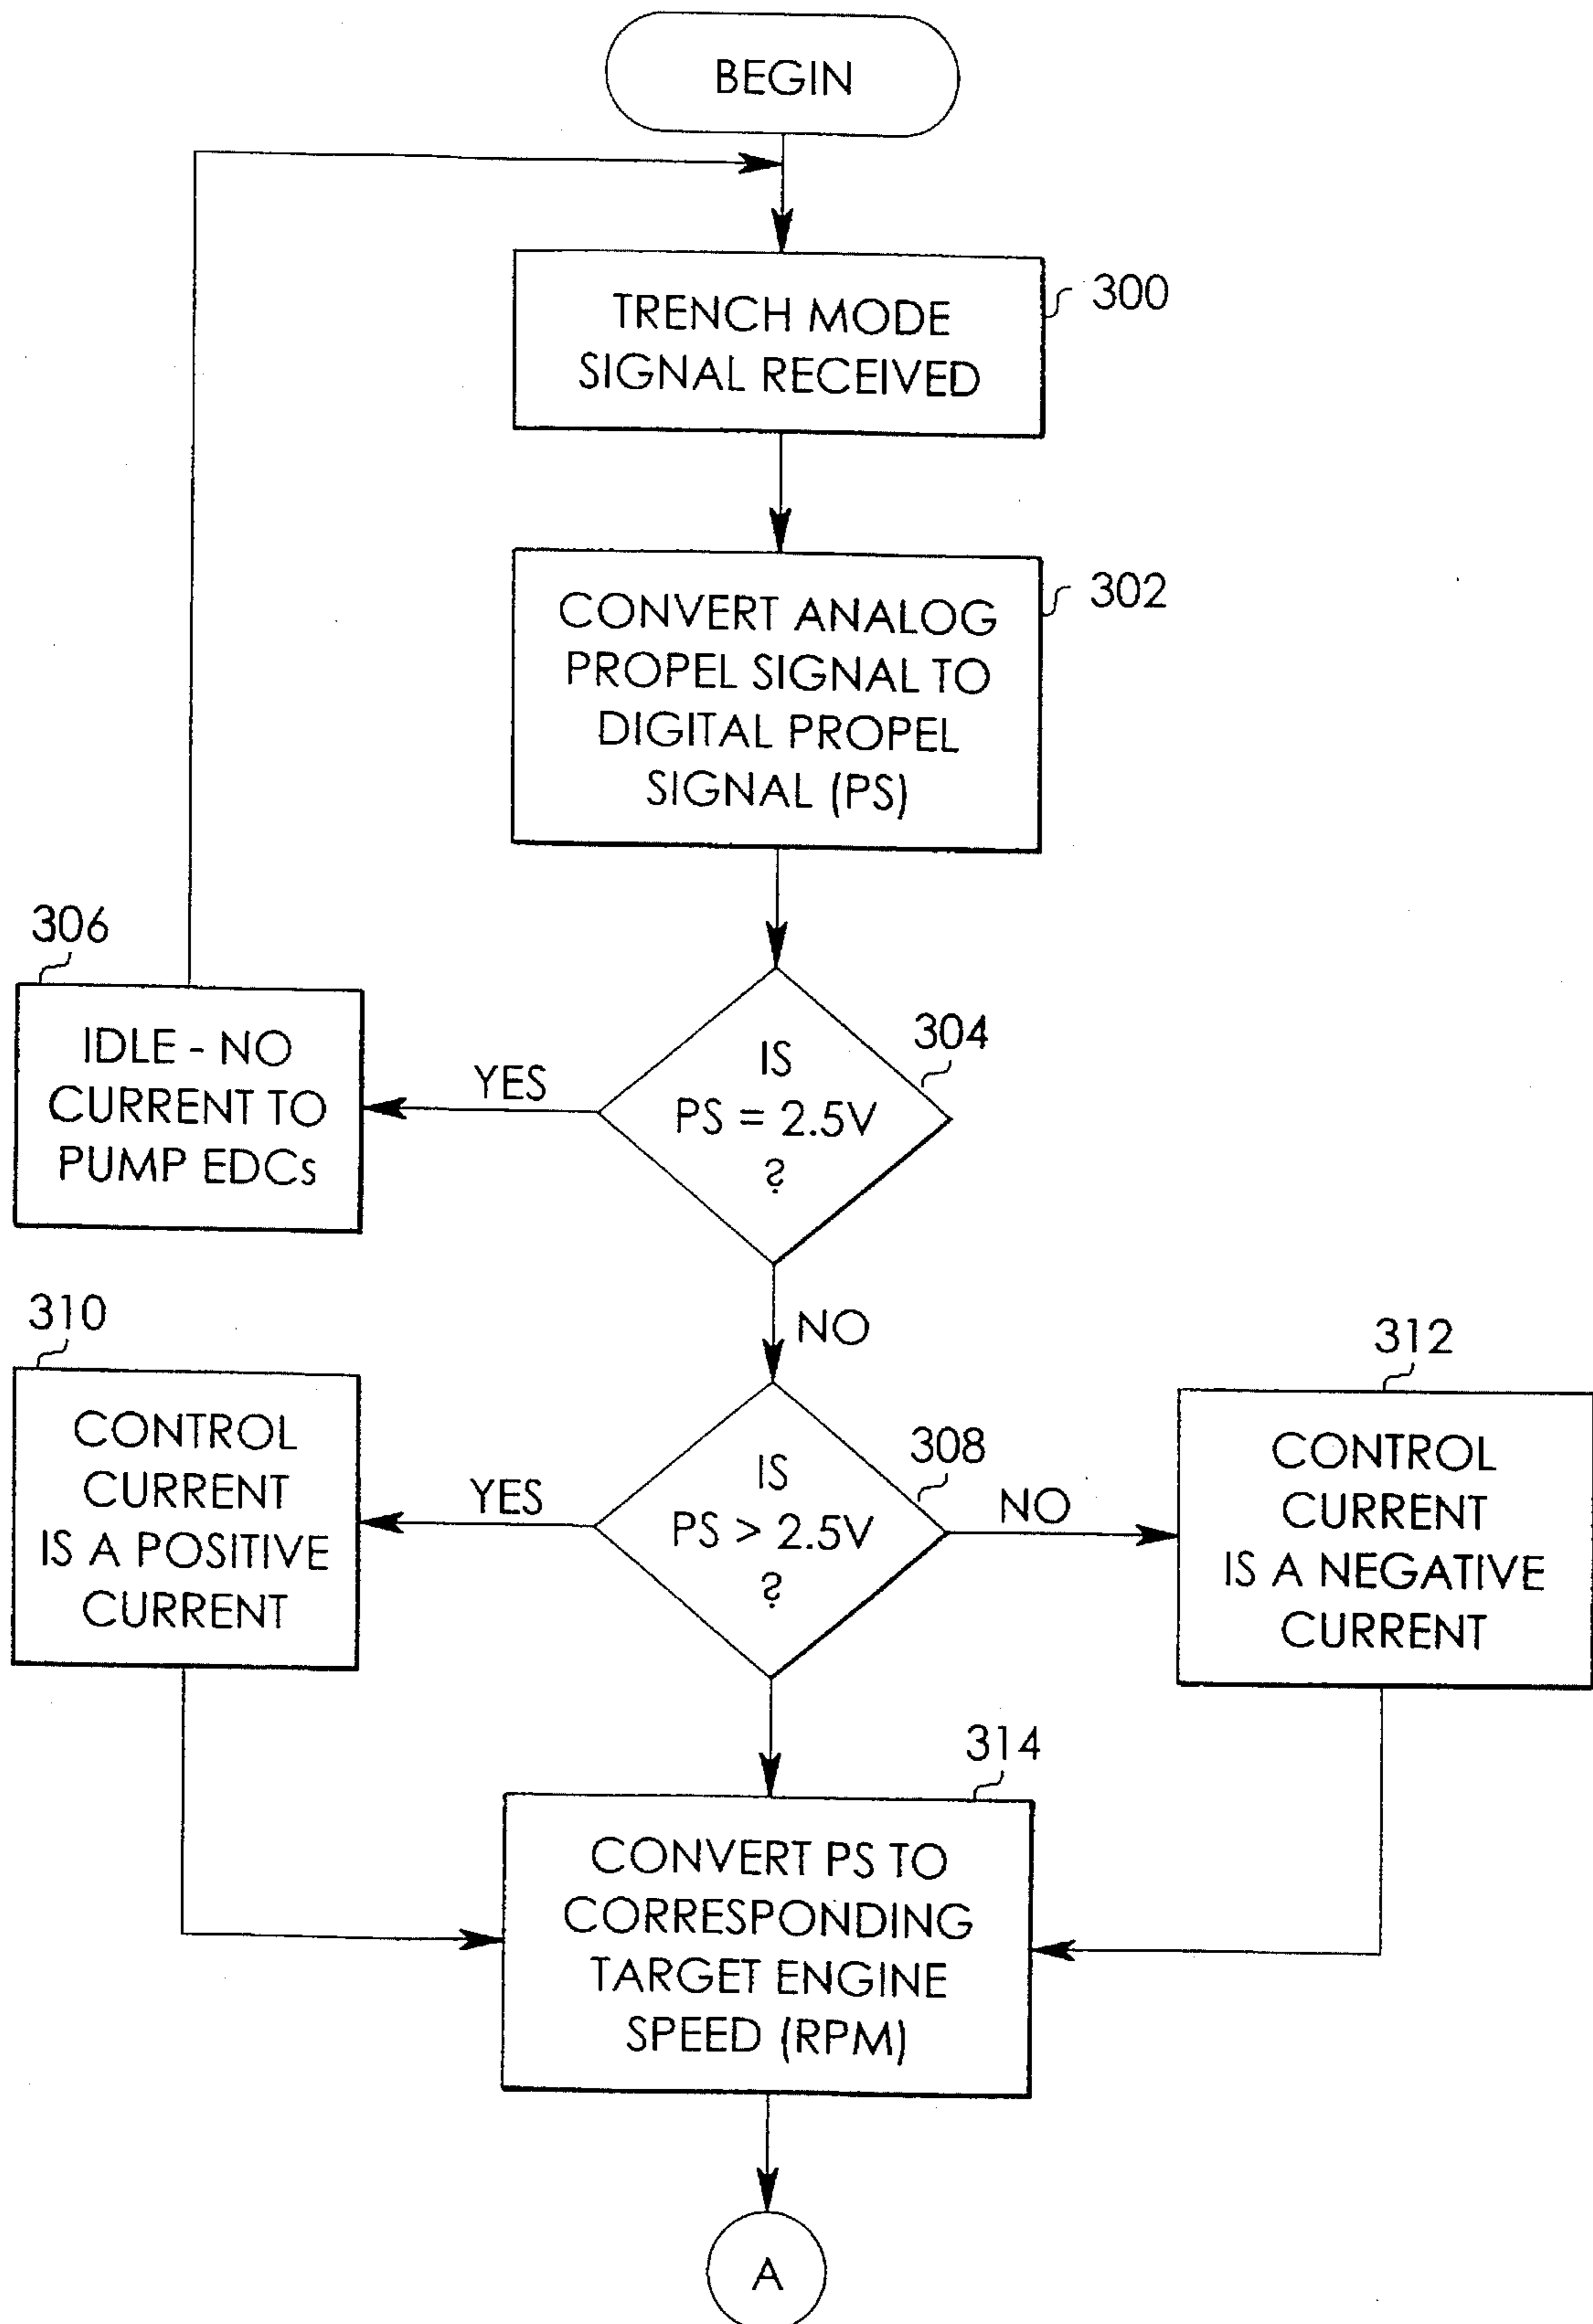 BEGIN
TRENCH MODE
SIGNAL RECEIVED
300
CONVERT ANALOG
PROPEL SIGNAL TO
DIGITAL PROPEL
SIGNAL (PS)
302
306
IDLE - NO
CURRENT TO
PUMP EDCs
YES
IS
PS = 2.5V
?
304
NO
310
CONTROL
CURRENT
IS A POSITIVE
CURRENT
YES
IS
PS > 2.5V
?
308
NO
312
CONTROL
CURRENT
IS A NEGATIVE
CURRENT
314
CONVERT PS TO
CORRESPONDING
TARGET ENGINE
SPEED (RPM)
A